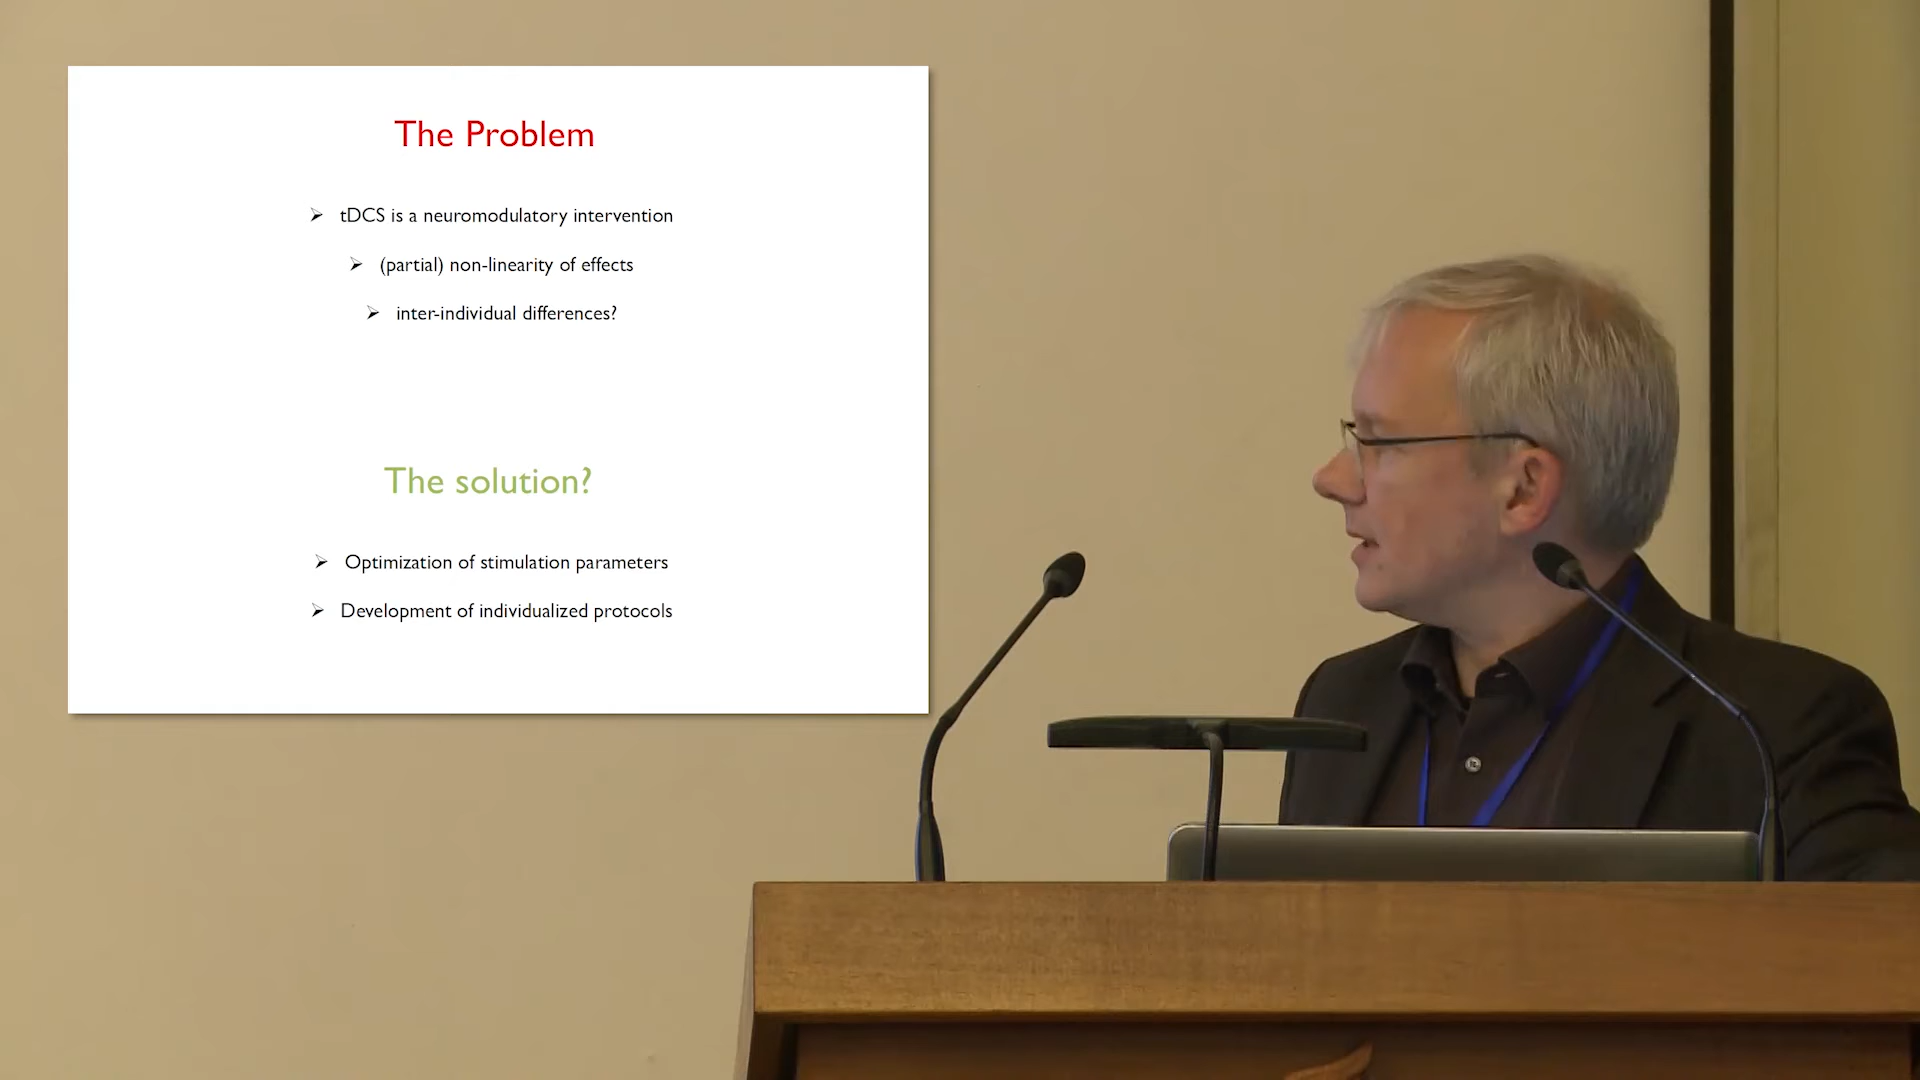 The Problem
➢ tDCS is a neuromodulatory intervention
➢ (partial) non-linearity of effects
➢ inter-individual differences?
The solution?
➢ Optimization of stimulation parameters
➢ Development of individualized protocols